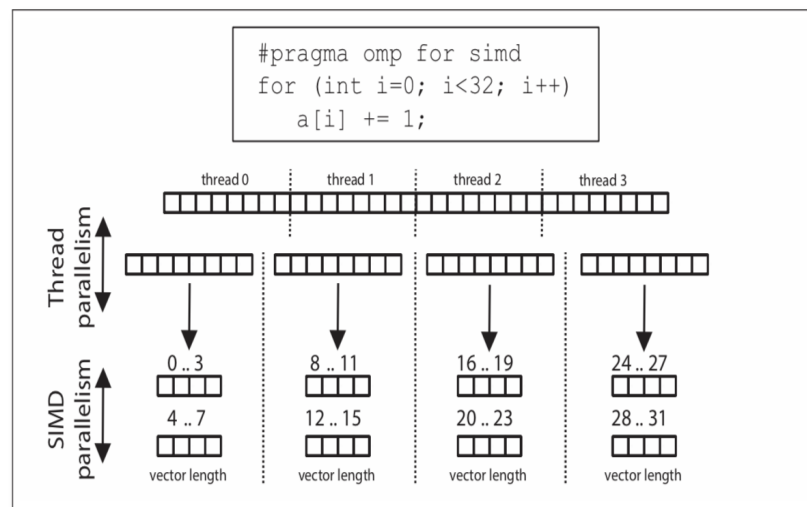 #pragma omp for simd
for (int i=0; i<32; i++)
a[i] += 1;
thread 0 thread 1 thread 2 thread 3
Thread
parallelism
0 .. 3 8 .. 11 16 .. 19 24 .. 27
SIMD
parallelism
4 .. 7 12 .. 15 20 .. 23 28 .. 31
vector length vector length vector length vector length